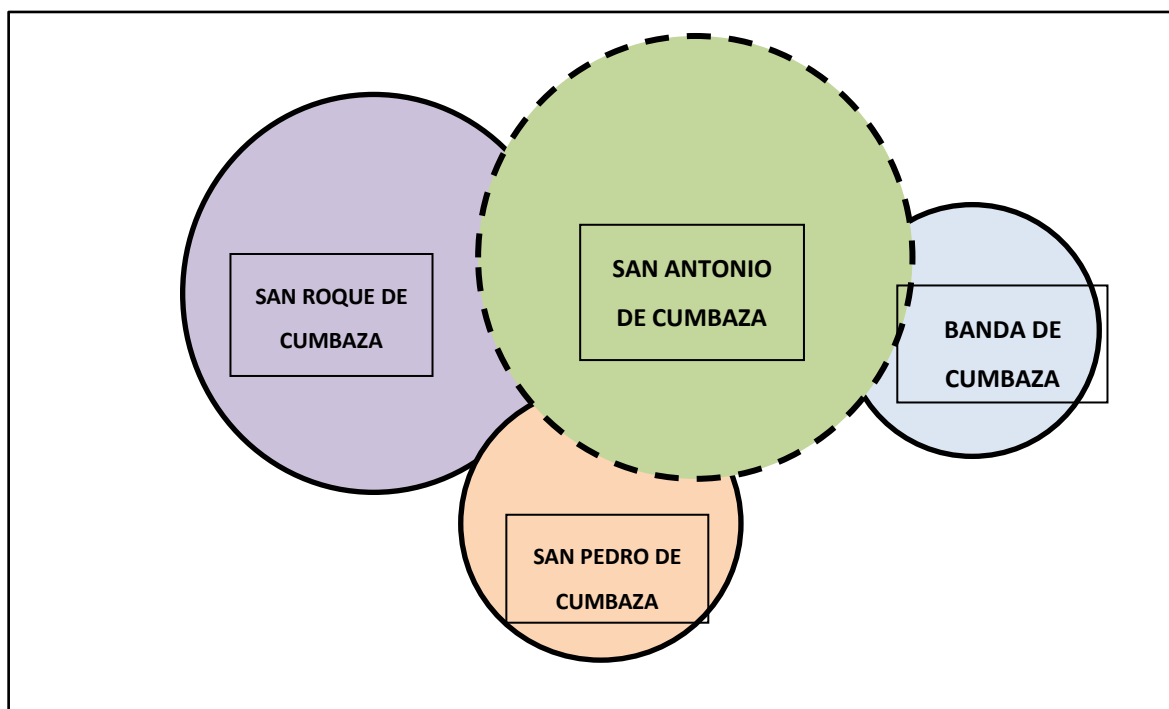 SAN ANTONIO
DE CUMBAZA
SAN ROQUE DE
CUMBAZA
BANDA DE
CUMBAZA
SAN PEDRO DE
CUMBAZA